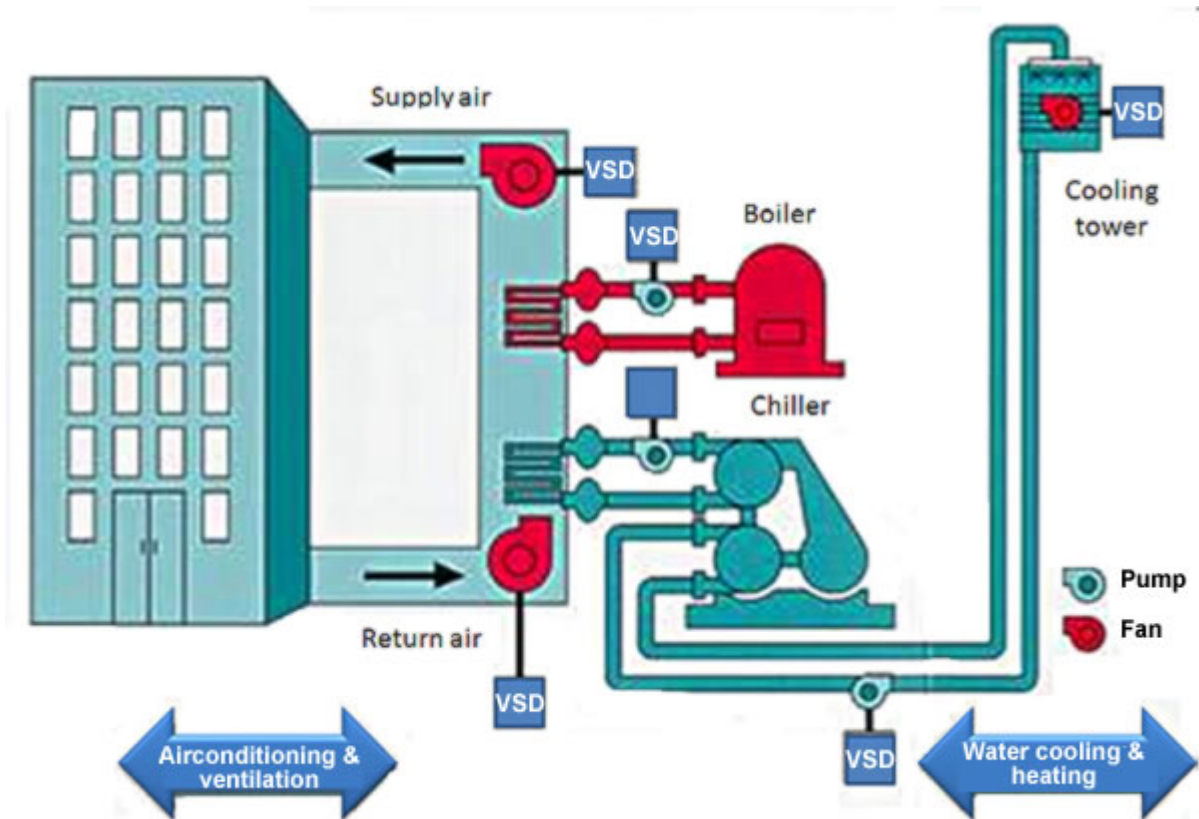 Supply air
VSD
VSD
Cooling
tower
VSD
Boiler
Chiller
Return air
VSD
Pump
Fan
VSD
Airconditioning &
ventilation
Water cooling &
heating